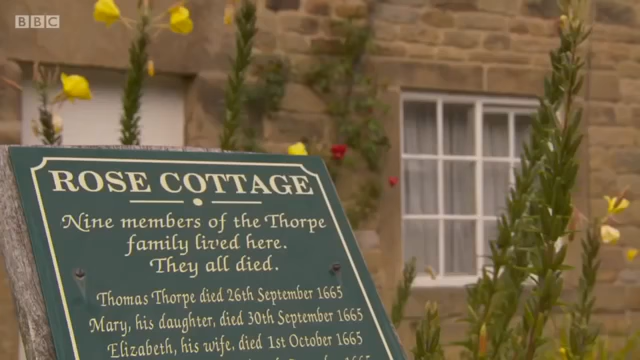 BBC
ROSE COTTAGE
Nine members of the Thorpe
family lived here.
They all died.
Thomas Thorpe died 26th September 1665
Mary, his daughter, died 30th September 1665
Elizabeth, his wife, died 1st October 1665